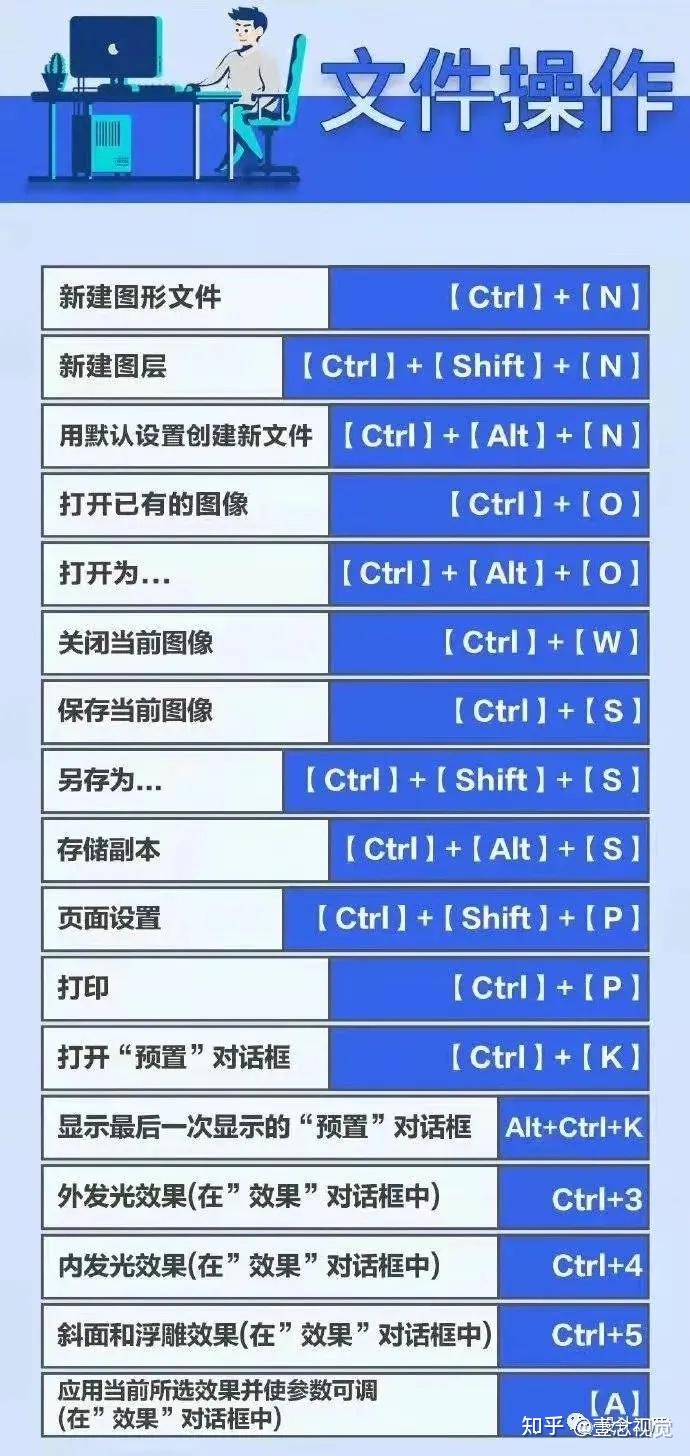 文件操作
新建图形文件 【Ctrl】+【N】
新建图层 【Ctrl】+【Shift】+【N】
用默认设置创建新文件 【Ctrl】+【Alt】+【N】
打开已有的图像 【Ctrl】+【O】
打开为... 【Ctrl】+【Alt】+【O】
关闭当前图像 【Ctrl】+【W】
保存当前图像 【Ctrl】+【S】
另存为... 【Ctrl】+【Shift】+【S】
存储副本 【Ctrl】+【Alt】+【S】
页面设置 【Ctrl】+【Shift】+【P】
打印 【Ctrl】+【P】
打开“预置”对话框 【Ctrl】+【K】
显示最后一次显示的“预置”对话框 Alt+Ctrl+K
外发光效果(在”效果”对话框中) Ctrl+3
内发光效果(在”效果”对话框中) Ctrl+4
斜面和浮雕效果(在”效果”对话框中) Ctrl+5
应用当前所选效果并使参数可调 【A】
(在”效果”对话框中)
知乎 @壹念视觉